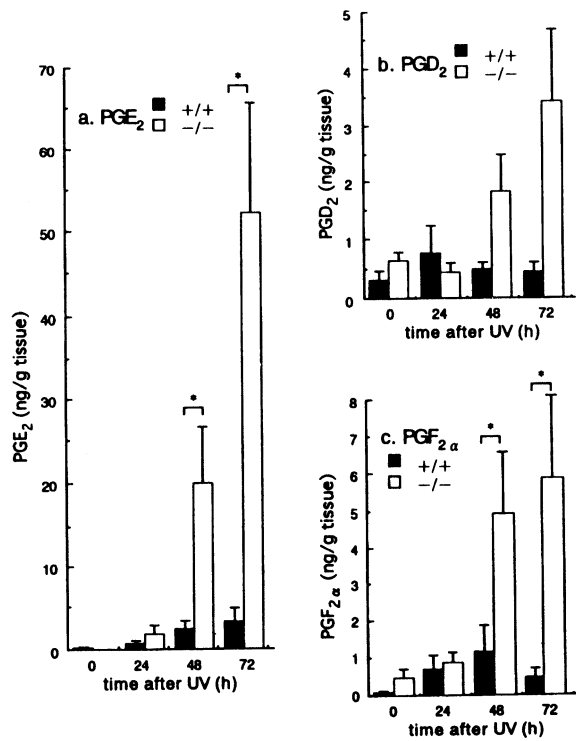 a. PGE2
+/+
−/−
*
*
70
60
50
40
30
20
10
0
PGE2 (ng/g tissue)
0 24 48 72
time after UV (h)
b. PGD2
+/+
−/−
5
4
3
2
1
0
PGD2 (ng/g tissue)
0 24 48 72
time after UV (h)
c. PGF2α
+/+
−/−
*
*
8
7
6
5
4
3
2
1
0
PGF2α (ng/g tissue)
0 24 48 72
time after UV (h)